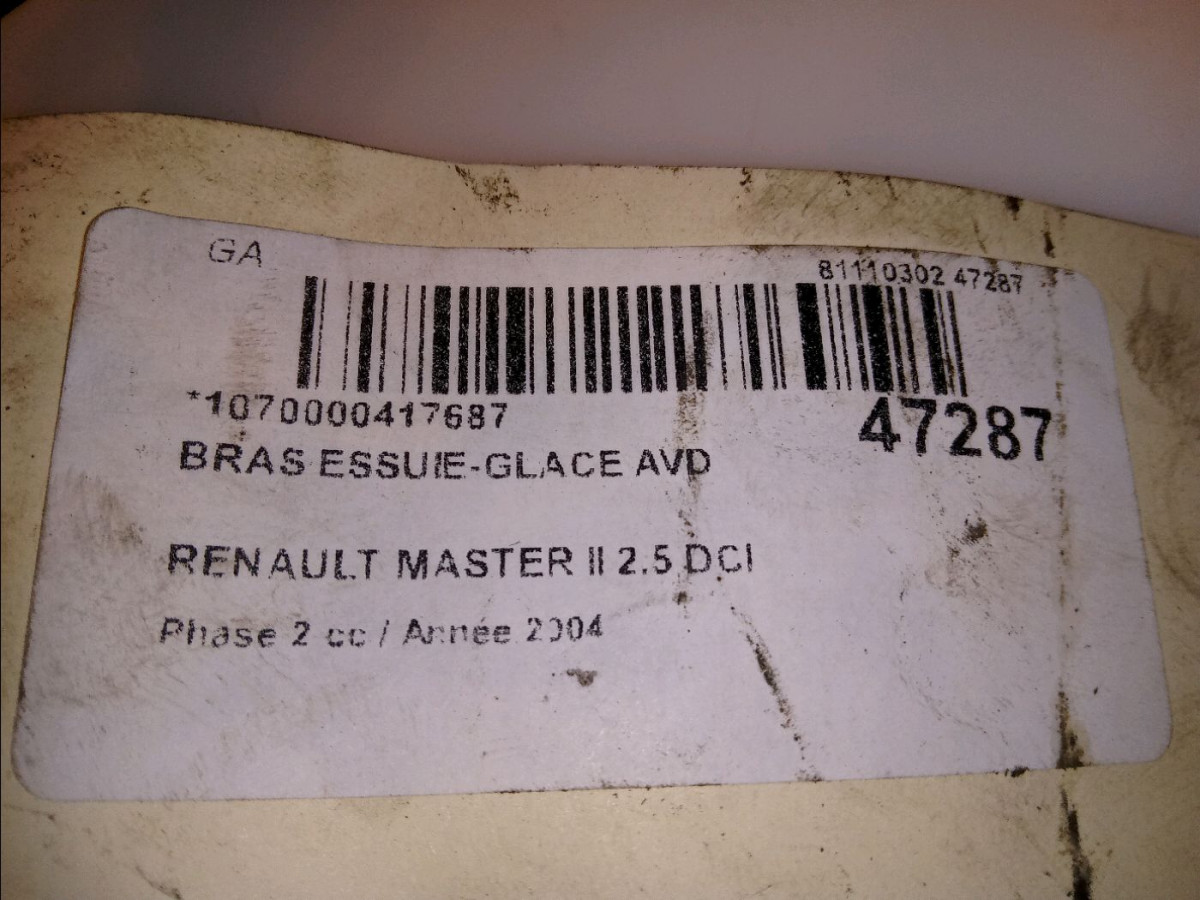 GA
81110302 47287
*1070000417687
47287
BRAS ESSUIE-GLACE AVD
RENAULT MASTER II 2.5 DCI
Phase 2 cc / Année 2004